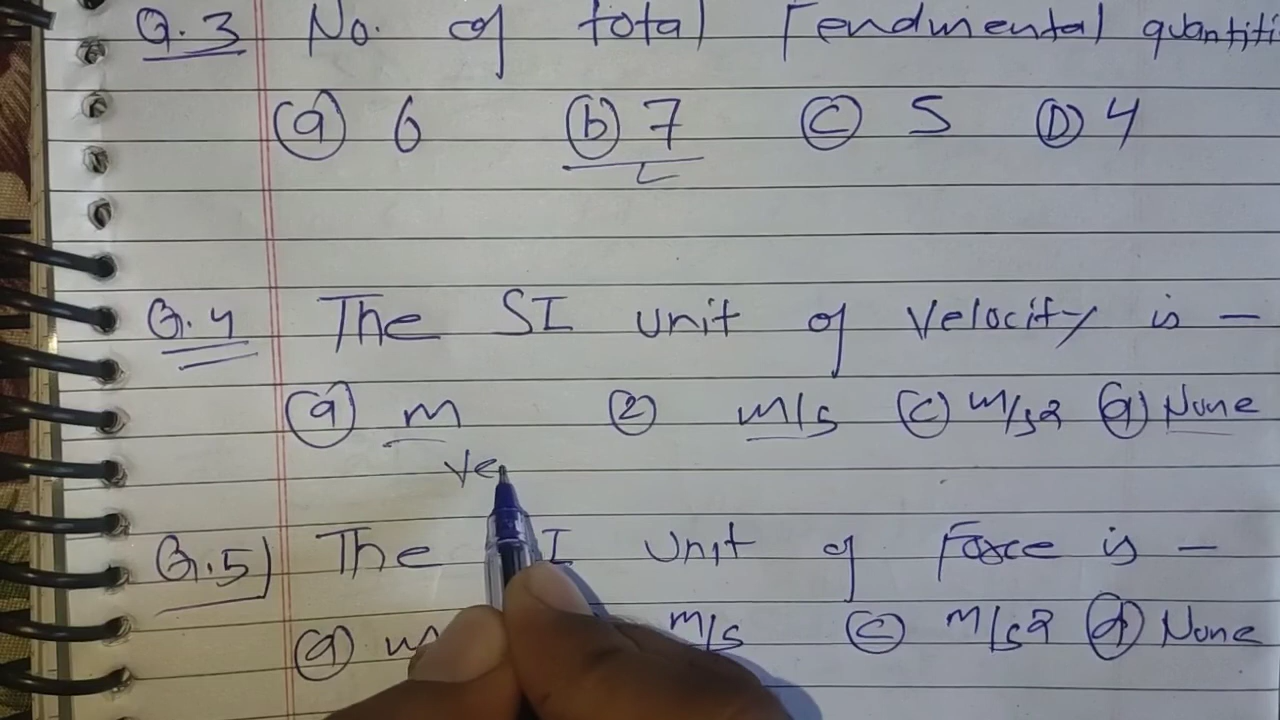 Q.3 No. of total Fendmental quantiti
(a) 6 (b) 7 (c) 5 (D) 4
Q.4 The SI unit of Velocity is -
(a) m (2) m/s (c) m/s2 (d) None
Ve
Q.5) The I Unit of Force is -
(a) m m/s (c) m/s2 (d) None